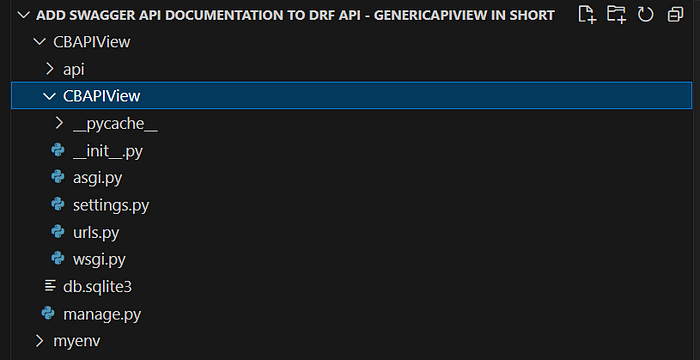 ADD SWAGGER API DOCUMENTATION TO DRF API - GENERICAPIVIEW IN SHORT
CBAPIView
api
CBAPIView
__pycache__
__init__.py
asgi.py
settings.py
urls.py
wsgi.py
db.sqlite3
manage.py
myenv